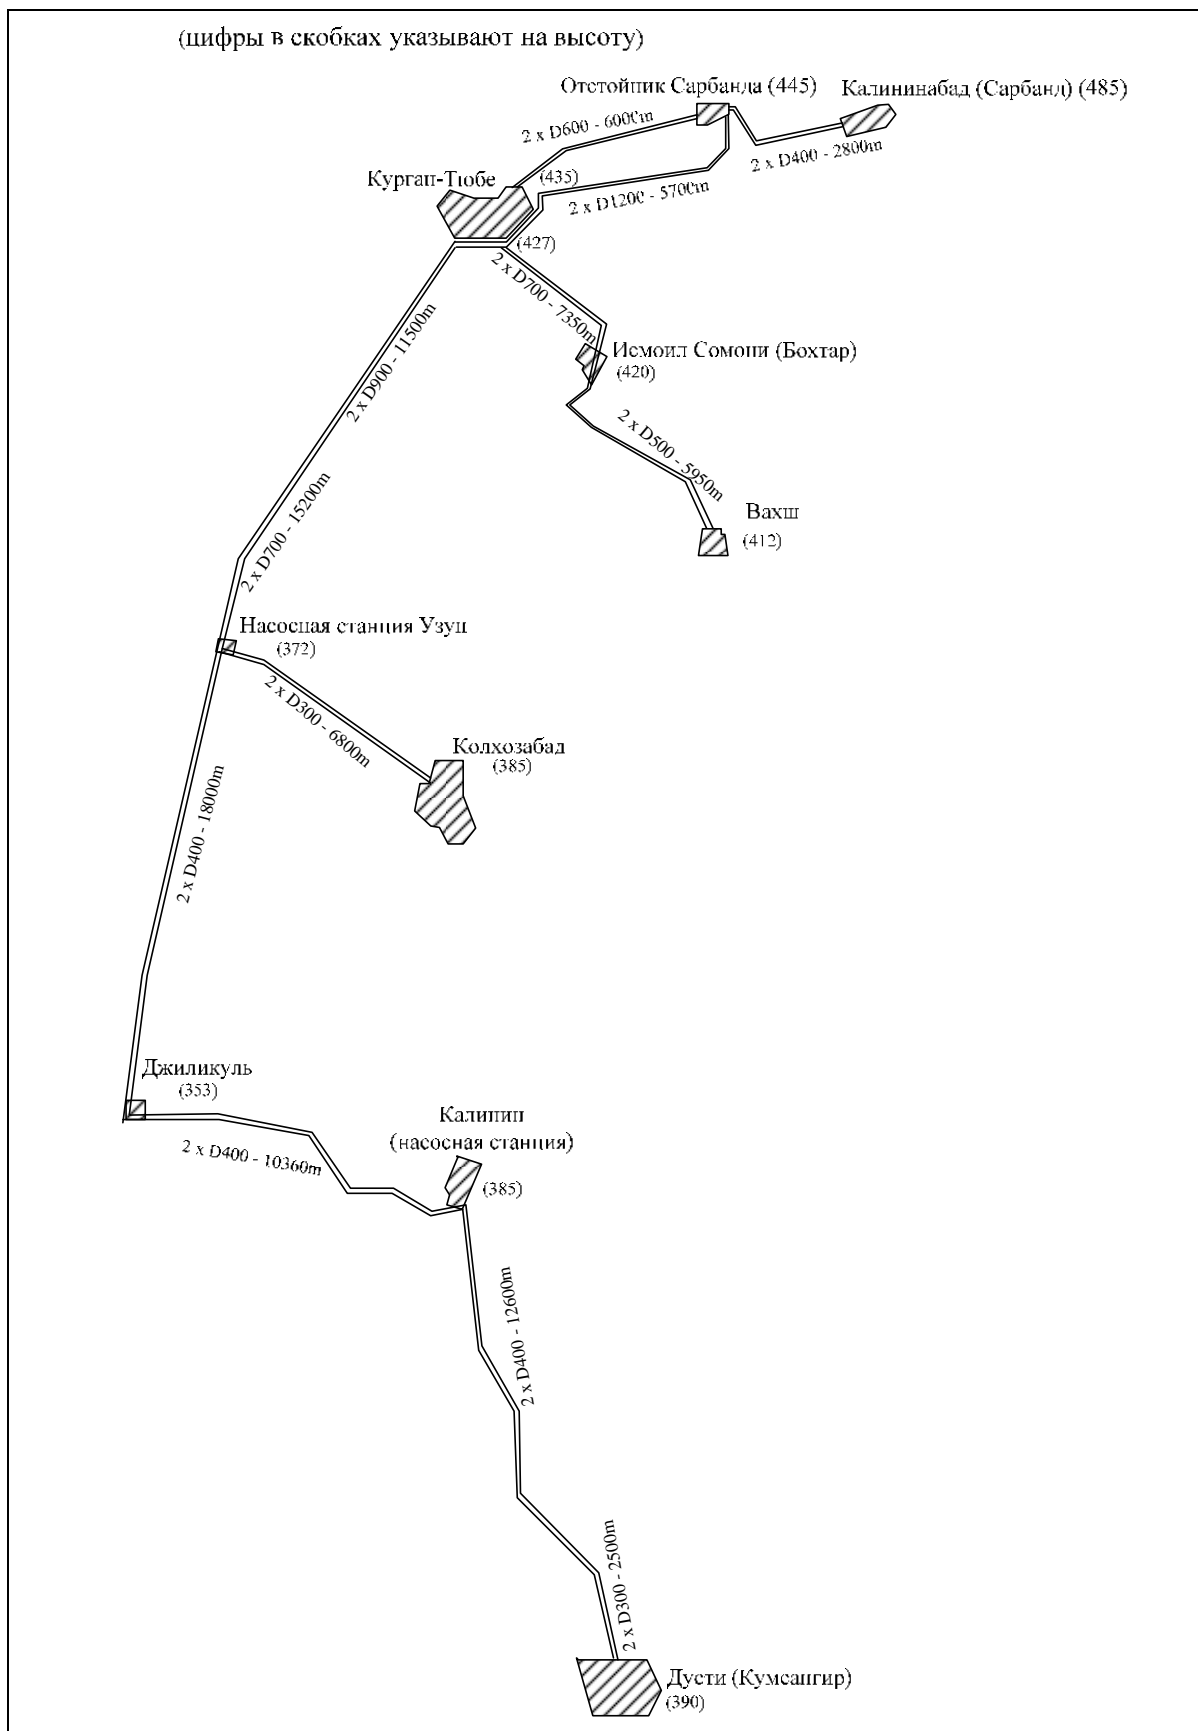 (цифры в скобках указывают на высоту)
Отстойник Сарбанда (445)
Калининабад (Сарбанд) (485)
2 x D600 - 6000m
2 x D400 - 2800m
Курган-Тюбе
(435)
2 x D1200 - 5700m
(427)
2 x D700 - 7350m
2 x D900 - 11500m
Исмоил Сомони (Бохтар)
(420)
2 x D500 - 5950m
2 x D700 - 15200m
Вахш
(412)
Насосная станция Узун
(372)
2 x D300 - 6800m
Колхозабад
(385)
2 x D400 - 18000m
Джиликуль
(353)
2 x D400 - 10360m
Калинин
(насосная станция)
(385)
2 x D400 - 12600m
2 x D300 - 2500m
Дусти (Кумсангир)
(390)